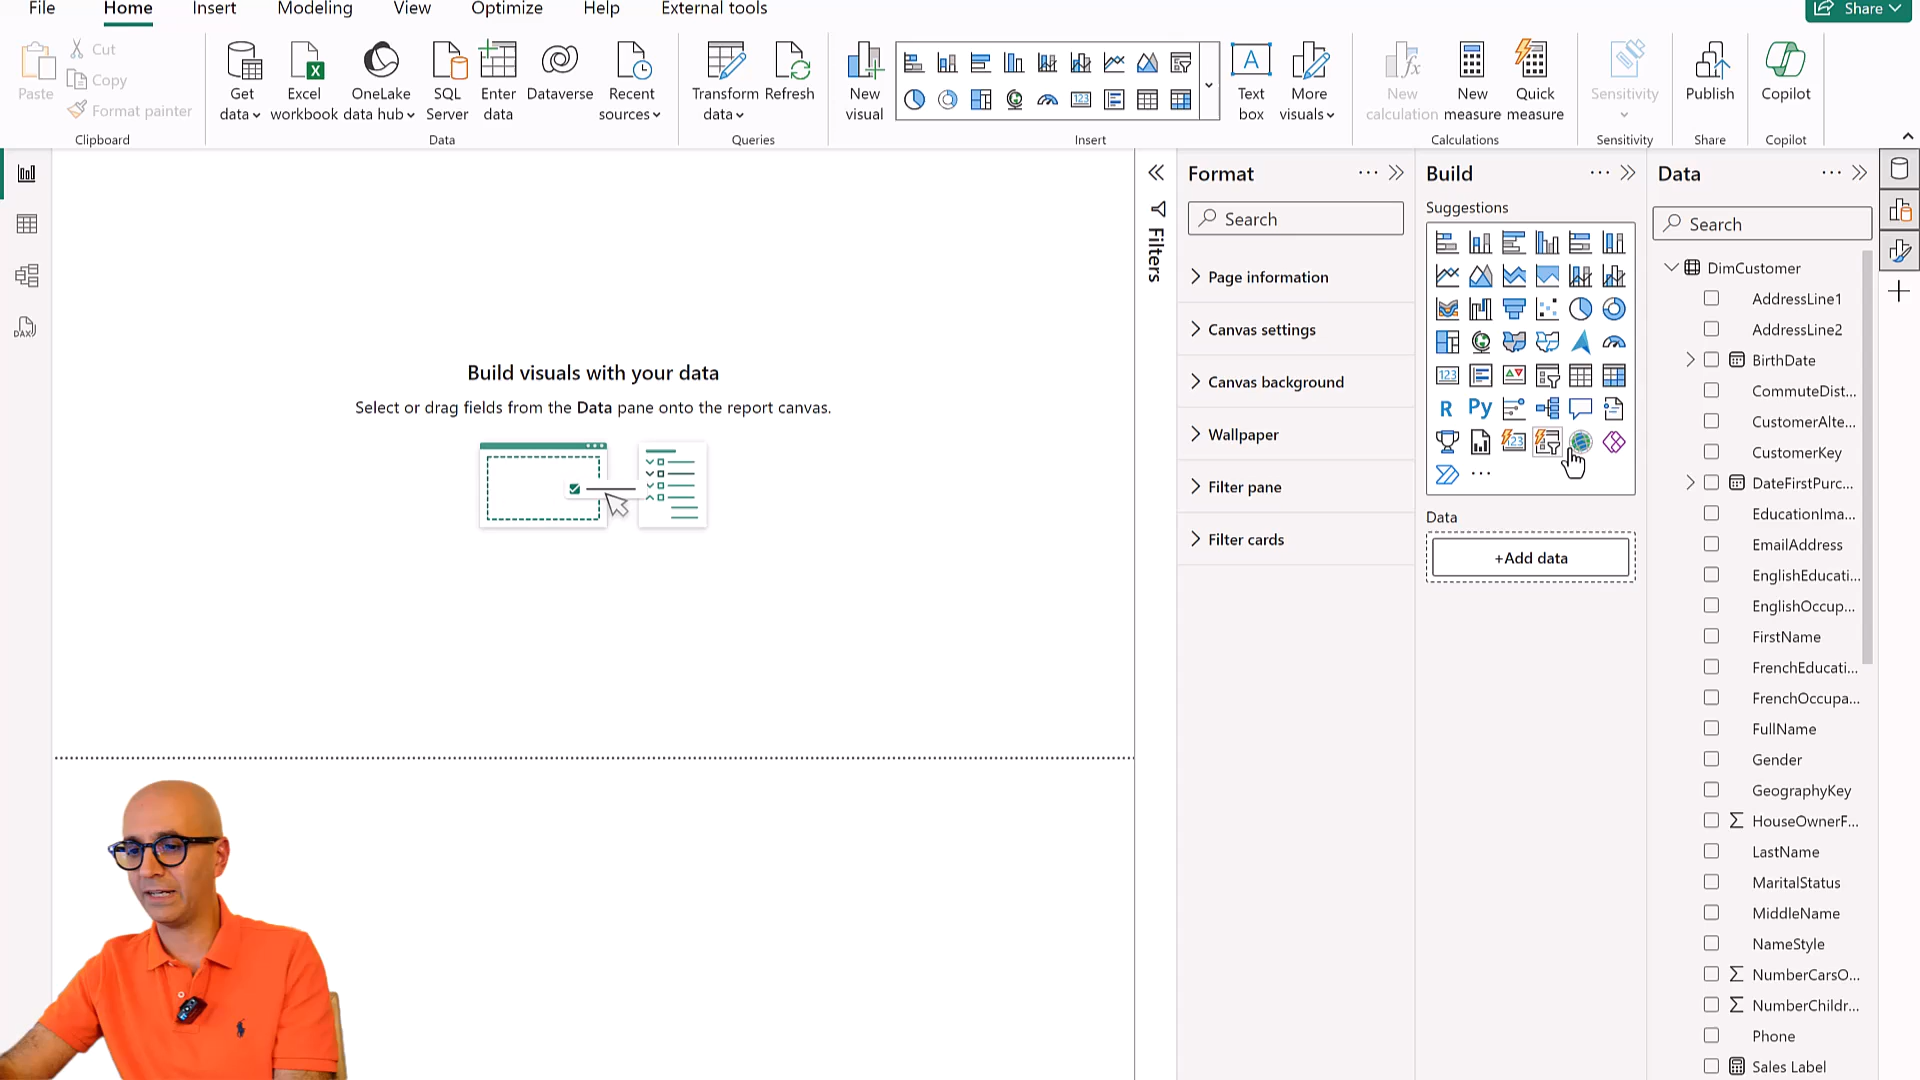 File Home Insert Modeling View Optimize Help External tools
Share
Paste
Cut
Copy
Format painter
Clipboard
Get data
Excel workbook
OneLake data hub
SQL Server
Enter data
Dataverse
Recent sources
Data
Transform data
Refresh
Queries
New visual
123
A
Text box
More visuals
Insert
fx
New calculation
New measure
Quick measure
Calculations
Sensitivity
Sensitivity
Publish
Share
Copilot
Copilot
DAX
Build visuals with your data
Select or drag fields from the Data pane onto the report canvas.
Filters
Format
Search
Page information
Canvas settings
Canvas background
Wallpaper
Filter pane
Filter cards
Build
Suggestions
123
R Py
123
Data
+Add data
Data
Search
DimCustomer
AddressLine1
AddressLine2
BirthDate
CommuteDist...
CustomerAlte...
CustomerKey
DateFirstPurc...
EducationIma...
EmailAddress
EnglishEducati...
EnglishOccup...
FirstName
FrenchEducati...
FrenchOccupa...
FullName
Gender
GeographyKey
HouseOwnerF...
LastName
MaritalStatus
MiddleName
NameStyle
NumberCarsO...
NumberChildr...
Phone
Sales Label